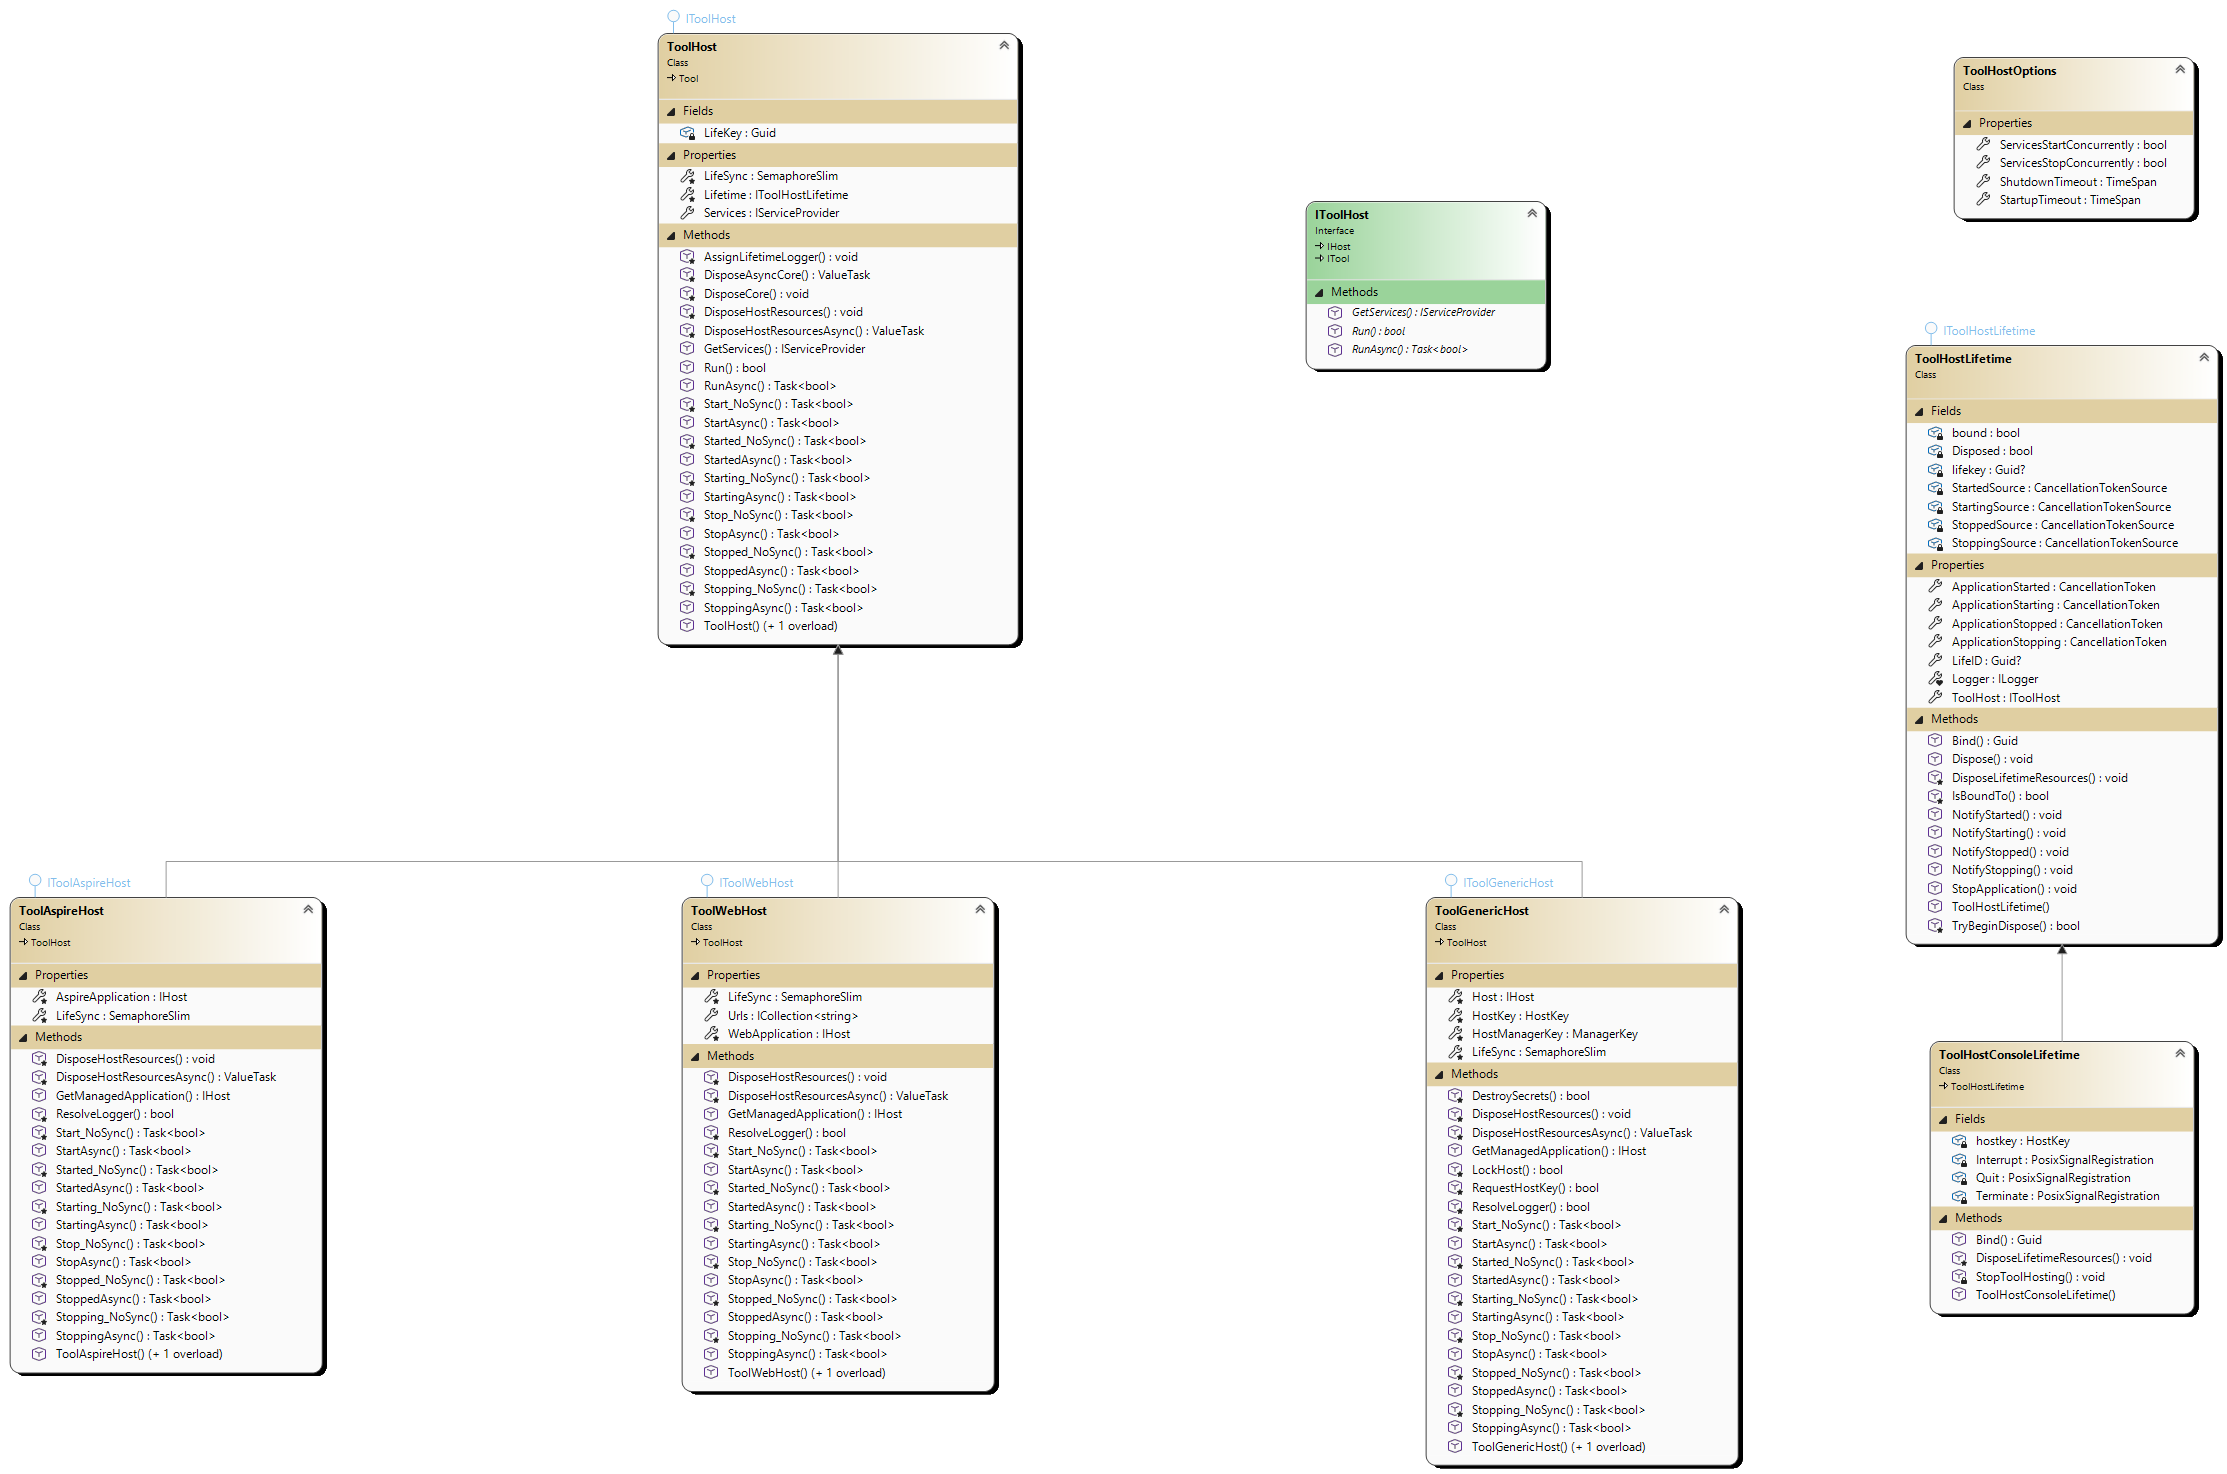 IToolHost
ToolHost
Class
Tool
Fields
LifeKey : Guid
Properties
LifeSync : SemaphoreSlim
Lifetime : IToolHostLifetime
Services : IServiceProvider
Methods
AssignLifetimeLogger() : void
DisposeAsyncCore() : ValueTask
DisposeCore() : void
DisposeHostResources() : void
DisposeHostResourcesAsync() : ValueTask
GetServices() : IServiceProvider
Run() : bool
RunAsync() : Task<bool>
Start_NoSync() : Task<bool>
StartAsync() : Task<bool>
Started_NoSync() : Task<bool>
StartedAsync() : Task<bool>
Starting_NoSync() : Task<bool>
StartingAsync() : Task<bool>
Stop_NoSync() : Task<bool>
StopAsync() : Task<bool>
Stopped_NoSync() : Task<bool>
StoppedAsync() : Task<bool>
Stopping_NoSync() : Task<bool>
StoppingAsync() : Task<bool>
ToolHost() (+ 1 overload)
IToolHost
Interface
IHost
ITool
Methods
GetServices() : IServiceProvider
Run() : bool
RunAsync() : Task<bool>
ToolHostOptions
Class
Properties
ServicesStartConcurrently : bool
ServicesStopConcurrently : bool
ShutdownTimeout : TimeSpan
StartupTimeout : TimeSpan
IToolHostLifetime
ToolHostLifetime
Class
Fields
bound : bool
Disposed : bool
lifekey : Guid?
StartedSource : CancellationTokenSource
StartingSource : CancellationTokenSource
StoppedSource : CancellationTokenSource
StoppingSource : CancellationTokenSource
Properties
ApplicationStarted : CancellationToken
ApplicationStarting : CancellationToken
ApplicationStopped : CancellationToken
ApplicationStopping : CancellationToken
LifeID : Guid?
Logger : ILogger
ToolHost : IToolHost
Methods
Bind() : Guid
Dispose() : void
DisposeLifetimeResources() : void
IsBoundTo() : bool
NotifyStarted() : void
NotifyStarting() : void
NotifyStopped() : void
NotifyStopping() : void
StopApplication() : void
ToolHostLifetime()
TryBeginDispose() : bool
IToolAspireHost
ToolAspireHost
Class
ToolHost
Properties
AspireApplication : IHost
LifeSync : SemaphoreSlim
Methods
DisposeHostResources() : void
DisposeHostResourcesAsync() : ValueTask
GetManagedApplication() : IHost
ResolveLogger() : bool
Start_NoSync() : Task<bool>
StartAsync() : Task<bool>
Started_NoSync() : Task<bool>
StartedAsync() : Task<bool>
Starting_NoSync() : Task<bool>
StartingAsync() : Task<bool>
Stop_NoSync() : Task<bool>
StopAsync() : Task<bool>
Stopped_NoSync() : Task<bool>
StoppedAsync() : Task<bool>
Stopping_NoSync() : Task<bool>
StoppingAsync() : Task<bool>
ToolAspireHost() (+ 1 overload)
IToolWebHost
ToolWebHost
Class
ToolHost
Properties
LifeSync : SemaphoreSlim
Urls : ICollection<string>
WebApplication : IHost
Methods
DisposeHostResources() : void
DisposeHostResourcesAsync() : ValueTask
GetManagedApplication() : IHost
ResolveLogger() : bool
Start_NoSync() : Task<bool>
StartAsync() : Task<bool>
Started_NoSync() : Task<bool>
StartedAsync() : Task<bool>
Starting_NoSync() : Task<bool>
StartingAsync() : Task<bool>
Stop_NoSync() : Task<bool>
StopAsync() : Task<bool>
Stopped_NoSync() : Task<bool>
StoppedAsync() : Task<bool>
Stopping_NoSync() : Task<bool>
StoppingAsync() : Task<bool>
ToolWebHost() (+ 1 overload)
IToolGenericHost
ToolGenericHost
Class
ToolHost
Properties
Host : IHost
HostKey : HostKey
HostManagerKey : ManagerKey
LifeSync : SemaphoreSlim
Methods
DestroySecrets() : bool
DisposeHostResources() : void
DisposeHostResourcesAsync() : ValueTask
GetManagedApplication() : IHost
LockHost() : bool
RequestHostKey() : bool
ResolveLogger() : bool
Start_NoSync() : Task<bool>
StartAsync() : Task<bool>
Started_NoSync() : Task<bool>
StartedAsync() : Task<bool>
Starting_NoSync() : Task<bool>
StartingAsync() : Task<bool>
Stop_NoSync() : Task<bool>
StopAsync() : Task<bool>
Stopped_NoSync() : Task<bool>
StoppedAsync() : Task<bool>
Stopping_NoSync() : Task<bool>
StoppingAsync() : Task<bool>
ToolGenericHost() (+ 1 overload)
ToolHostConsoleLifetime
Class
ToolHostLifetime
Fields
hostkey : HostKey
Interrupt : PosixSignalRegistration
Quit : PosixSignalRegistration
Terminate : PosixSignalRegistration
Methods
Bind() : Guid
DisposeLifetimeResources() : void
StopToolHosting() : void
ToolHostConsoleLifetime()